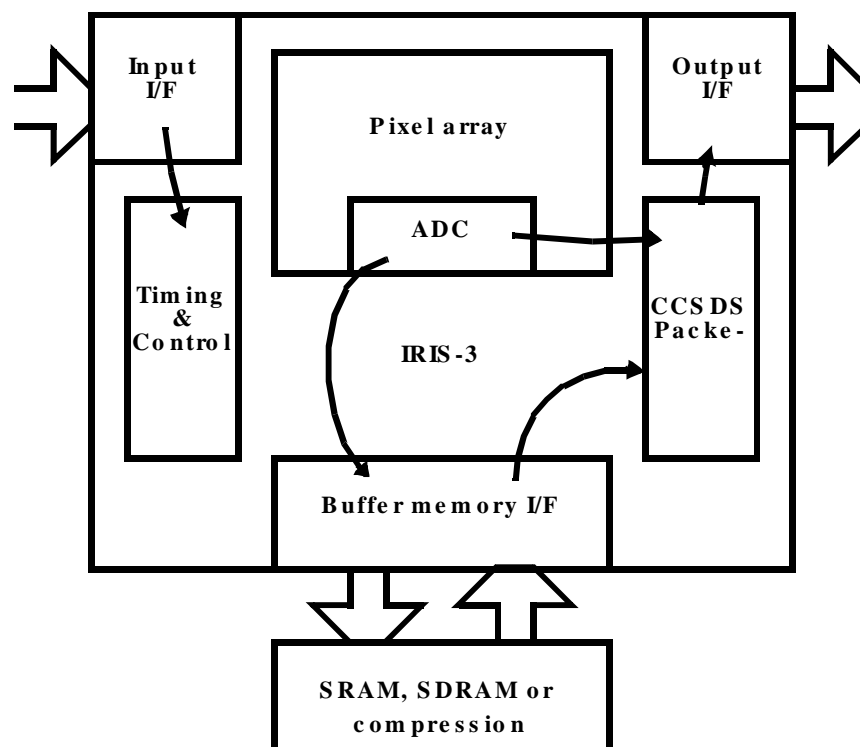 Input
I/F
Output
I/F
Pixel array
ADC
Timing
&
Control
CCSDS
Packe-
IRIS-3
Buffer memory I/F
SRAM, SDRAM or
compression